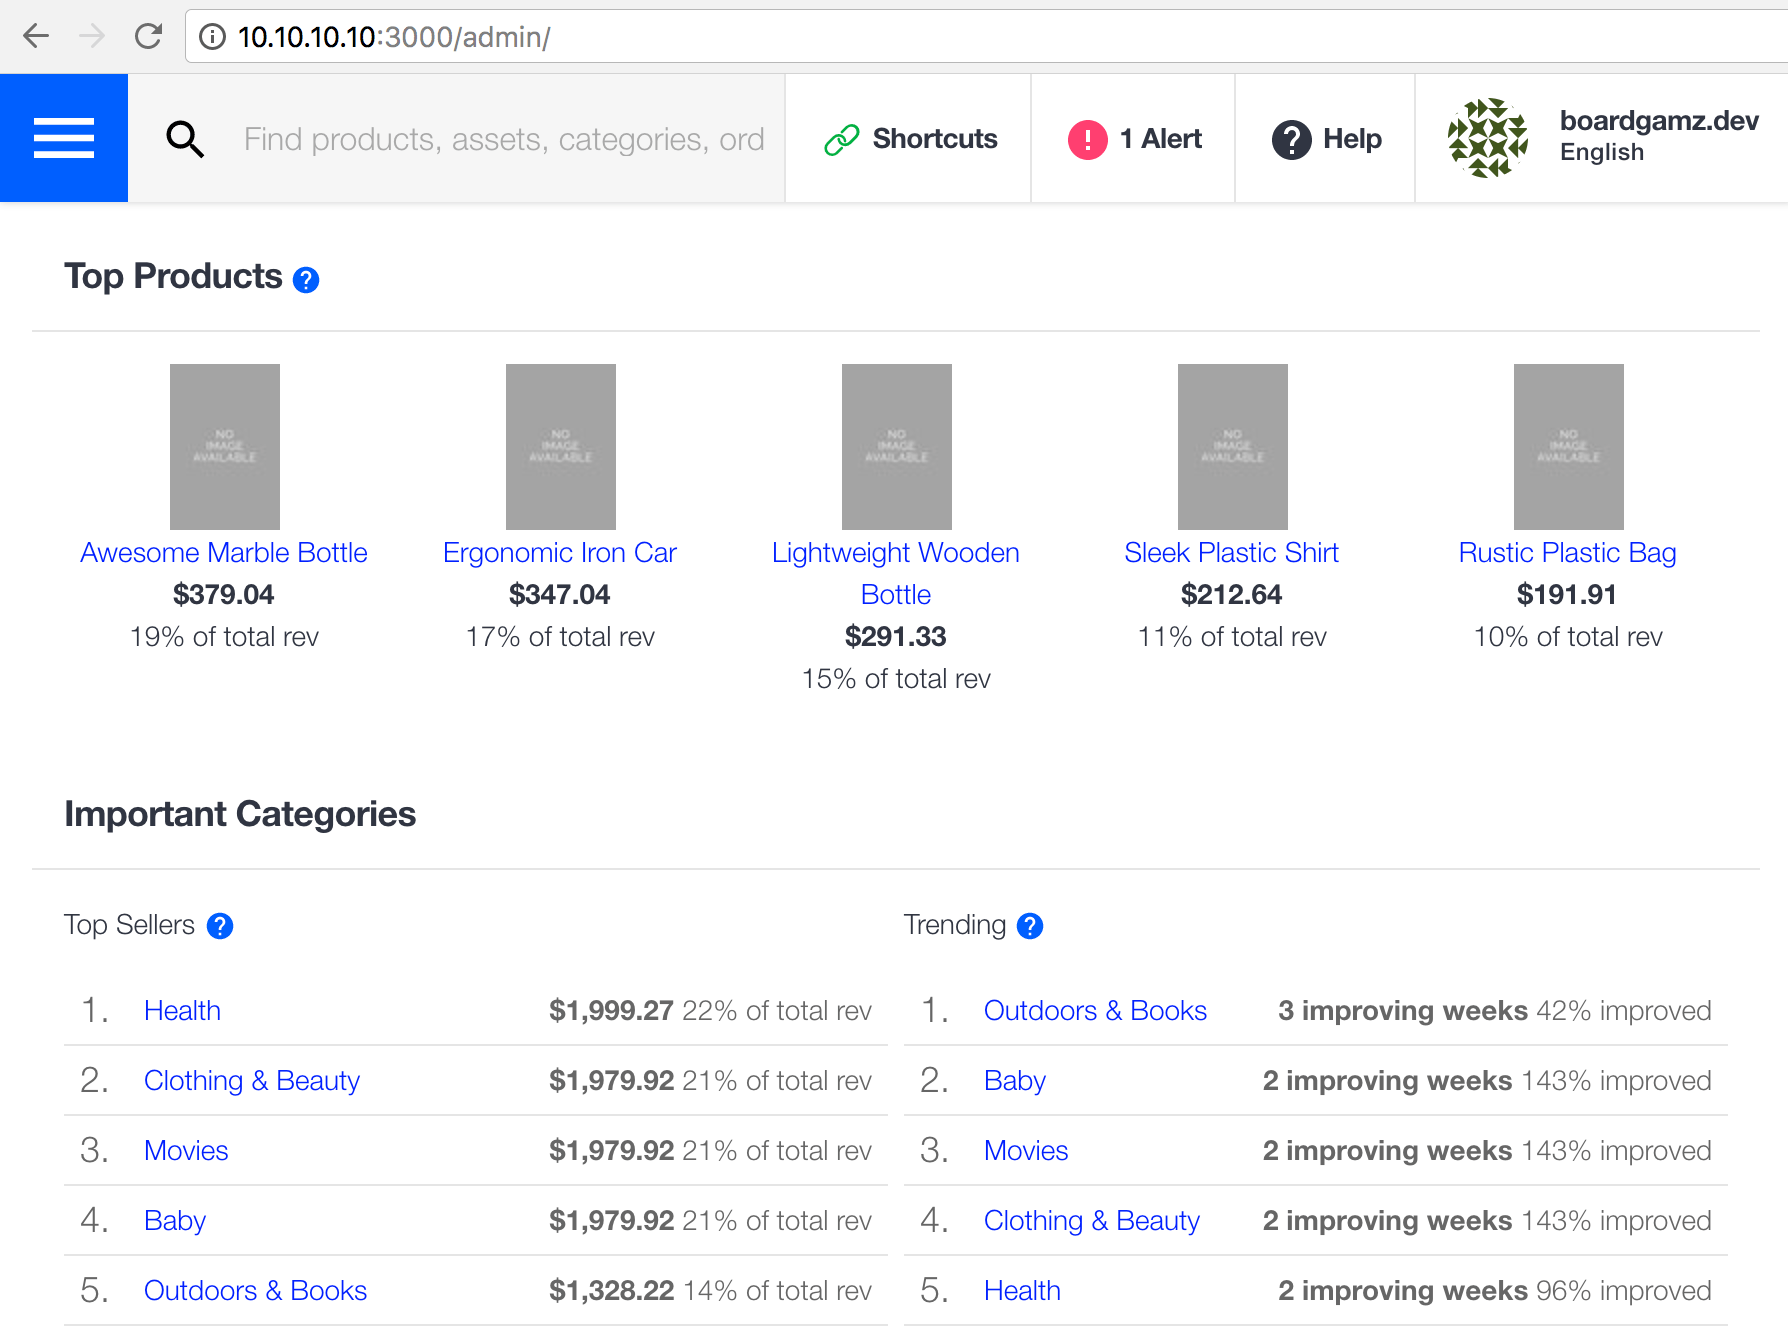 10.10.10.10:3000/admin/
Find products, assets, categories, ord
Shortcuts
1 Alert
Help
boardgamz.dev
English
Top Products
NO IMAGE AVAILABLE
NO IMAGE AVAILABLE
NO IMAGE AVAILABLE
NO IMAGE AVAILABLE
NO IMAGE AVAILABLE
Awesome Marble Bottle
$379.04
19% of total rev
Ergonomic Iron Car
$347.04
17% of total rev
Lightweight Wooden
Bottle
$291.33
15% of total rev
Sleek Plastic Shirt
$212.64
11% of total rev
Rustic Plastic Bag
$191.91
10% of total rev
Important Categories
Top Sellers
1. Health $1,999.27 22% of total rev
2. Clothing & Beauty $1,979.92 21% of total rev
3. Movies $1,979.92 21% of total rev
4. Baby $1,979.92 21% of total rev
5. Outdoors & Books $1,328.22 14% of total rev
Trending
1. Outdoors & Books 3 improving weeks 42% improved
2. Baby 2 improving weeks 143% improved
3. Movies 2 improving weeks 143% improved
4. Clothing & Beauty 2 improving weeks 143% improved
5. Health 2 improving weeks 96% improved